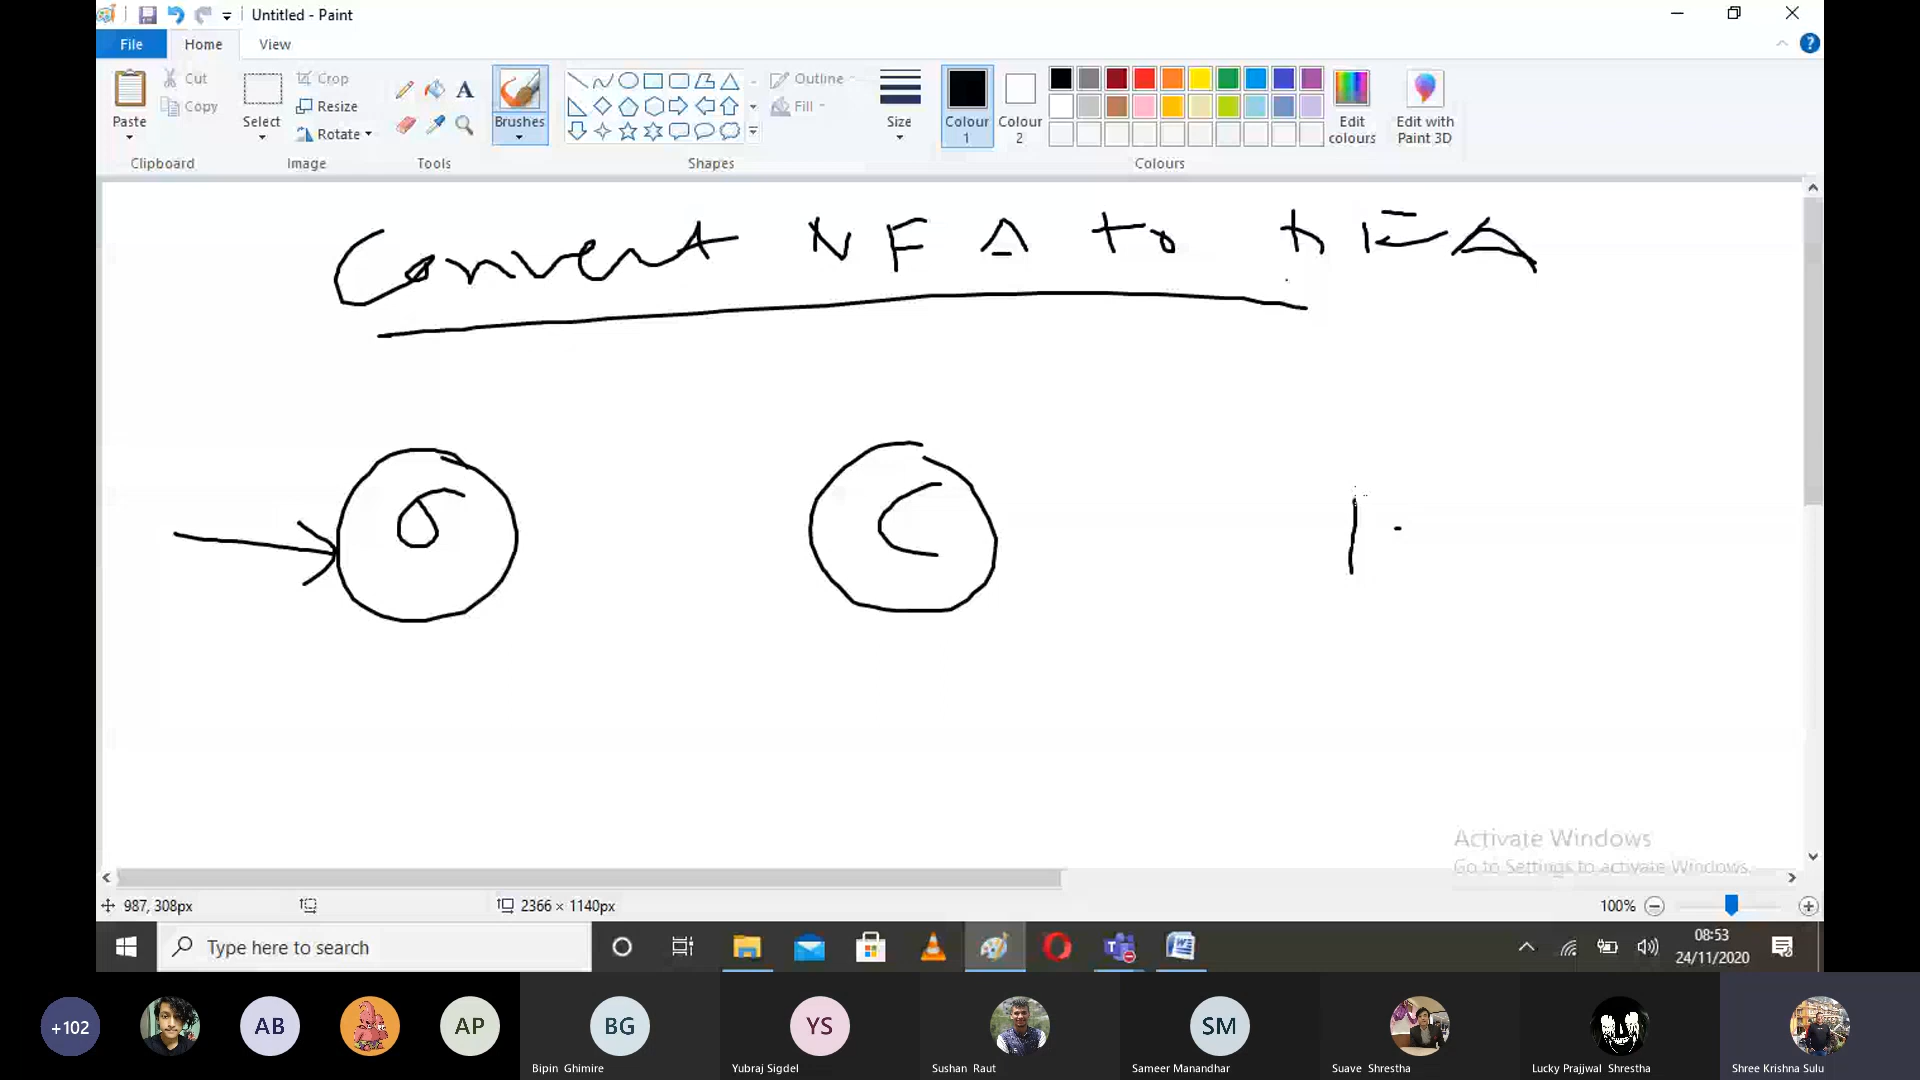 Untitled - Paint
File Home View
Paste Cut Copy Clipboard
Select Crop Resize Rotate Image
Tools
Brushes
Shapes
Outline Fill
Size
Colour 1
Colour 2
Edit colours
Edit with Paint 3D
Colours
Convert NFA to
C
Activate Windows
Go to Settings to activate Windows.
987, 308px
2366 × 1140px
100%
Type here to search
08:53
24/11/2020
+102
AB
AP
BG
YS
SM
Bipin Ghimire
Yubraj Sigdel
Sushan Raut
Sameer Manandhar
Suave Shrestha
Lucky Prajjwal Shrestha
Shree Krishna Sulu